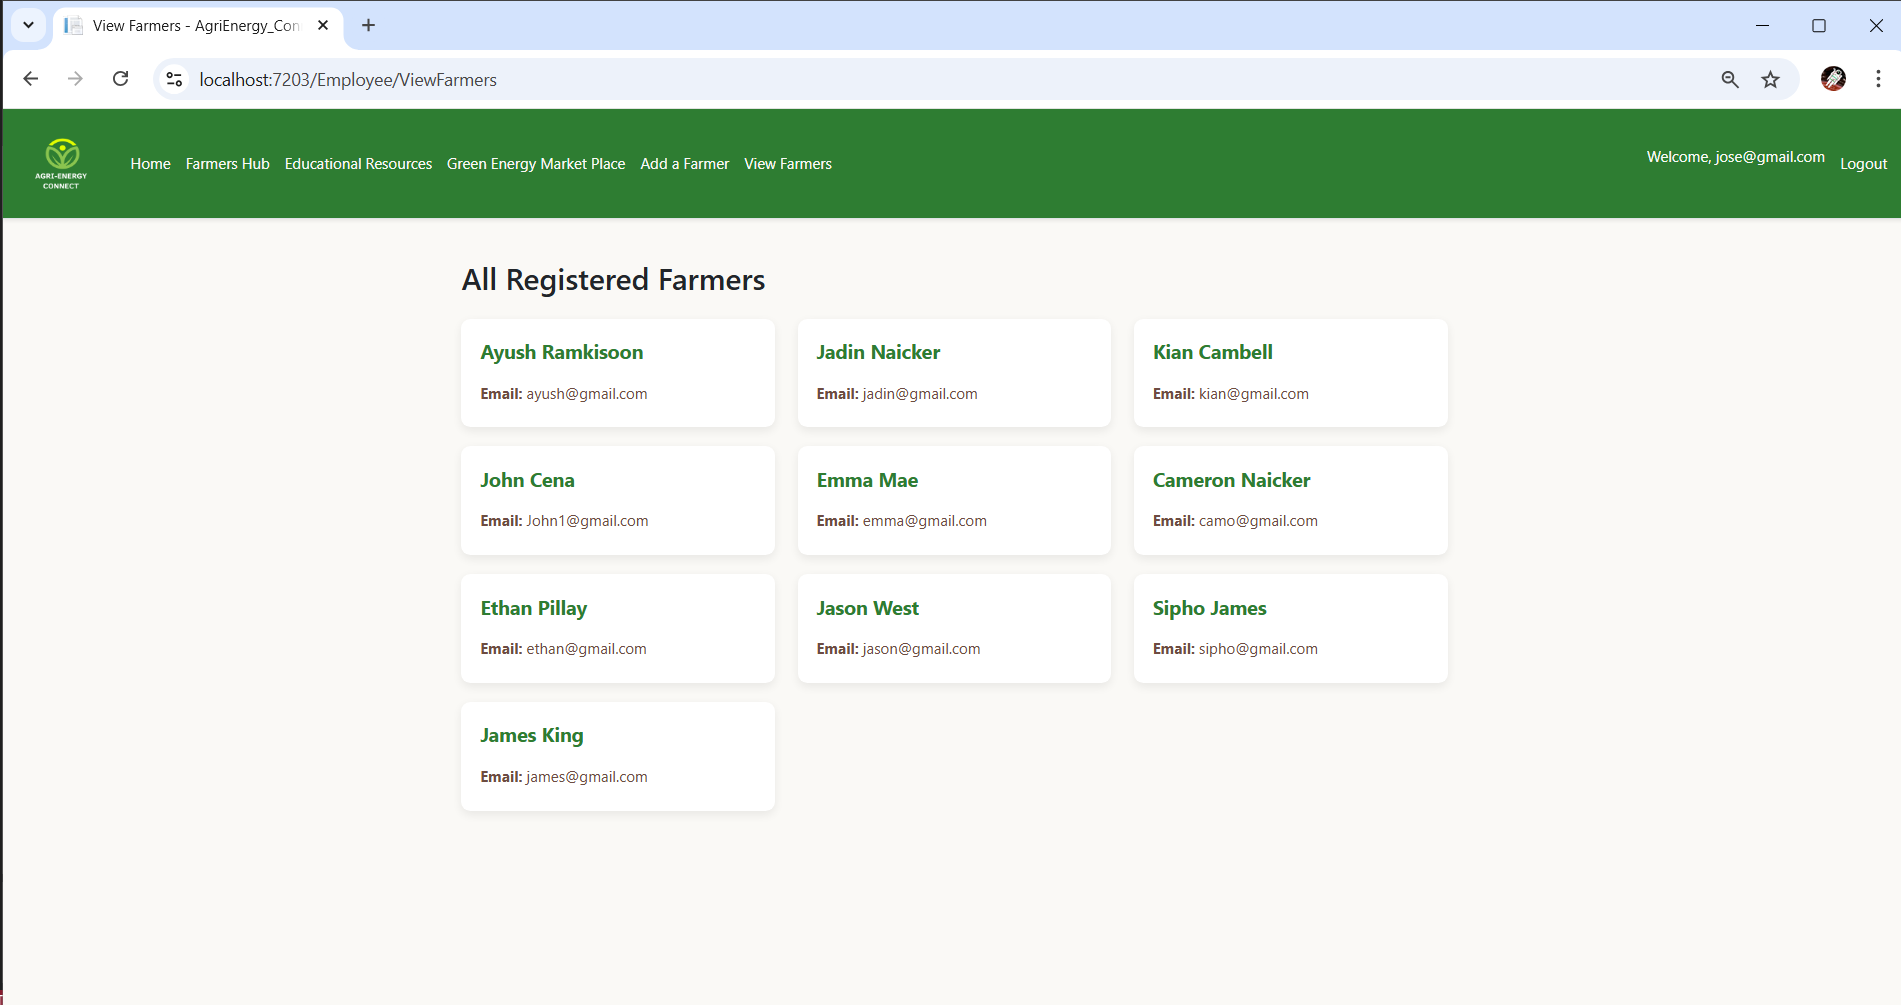 View Farmers - AgriEnergy_Con
localhost:7203/Employee/ViewFarmers
AGRI-ENERGY
CONNECT
Home Farmers Hub Educational Resources Green Energy Market Place Add a Farmer View Farmers
Welcome, jose@gmail.com Logout
All Registered Farmers
Ayush Ramkisoon
Email: ayush@gmail.com
Jadin Naicker
Email: jadin@gmail.com
Kian Cambell
Email: kian@gmail.com
John Cena
Email: John1@gmail.com
Emma Mae
Email: emma@gmail.com
Cameron Naicker
Email: camo@gmail.com
Ethan Pillay
Email: ethan@gmail.com
Jason West
Email: jason@gmail.com
Sipho James
Email: sipho@gmail.com
James King
Email: james@gmail.com